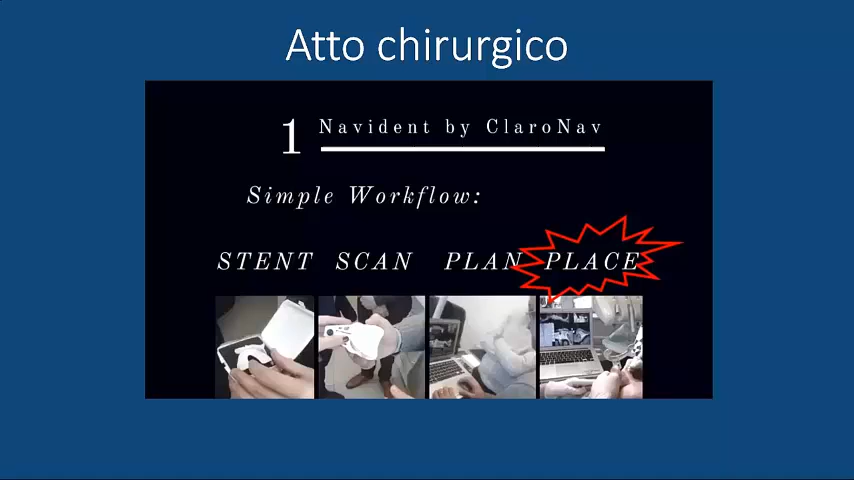 Atto chirurgico
1 Navident by ClaroNav
Simple Workflow:
STENT SCAN PLAN PLACE